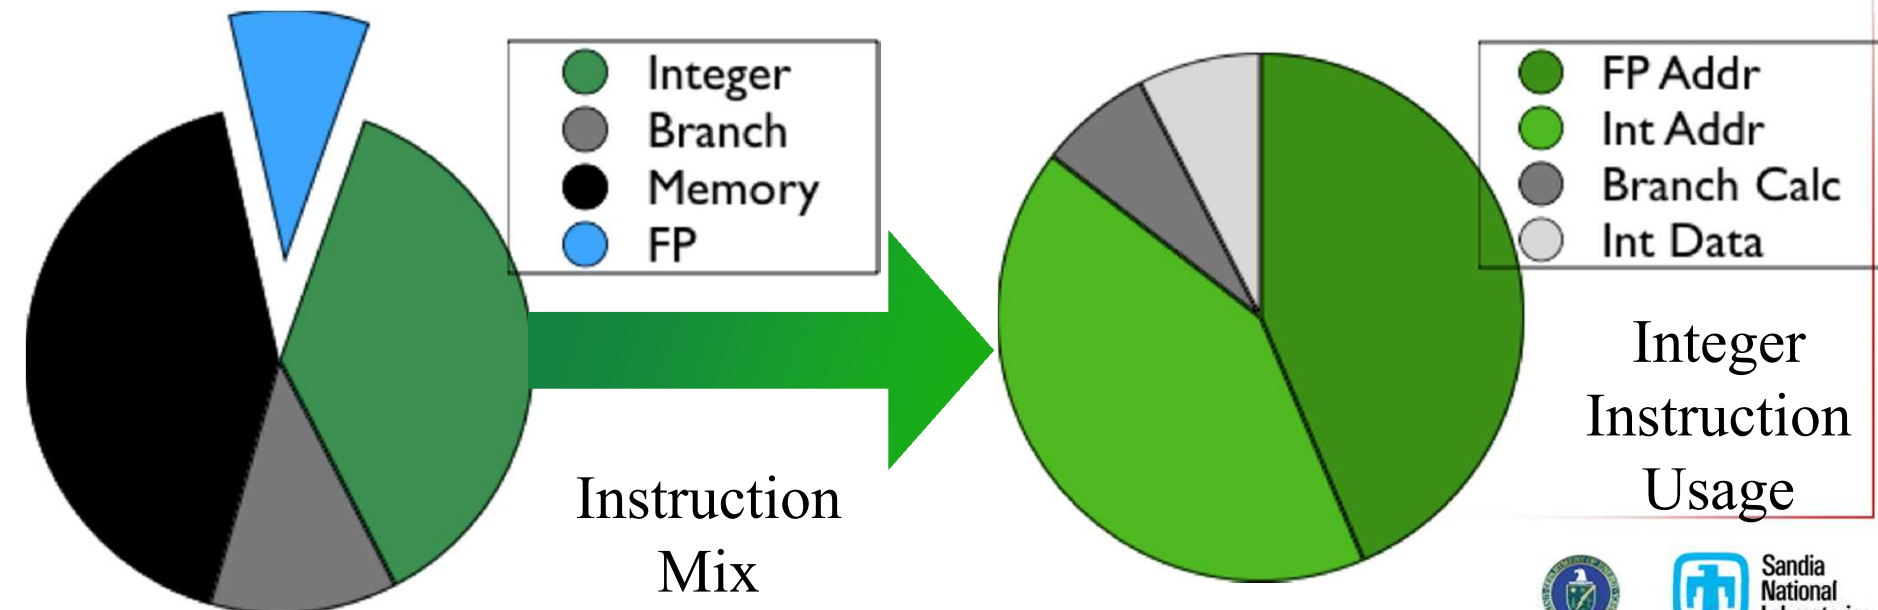 Integer
Branch
Memory
FP
Instruction
Mix
FP Addr
Int Addr
Branch Calc
Int Data
Integer
Instruction
Usage
Sandia
National